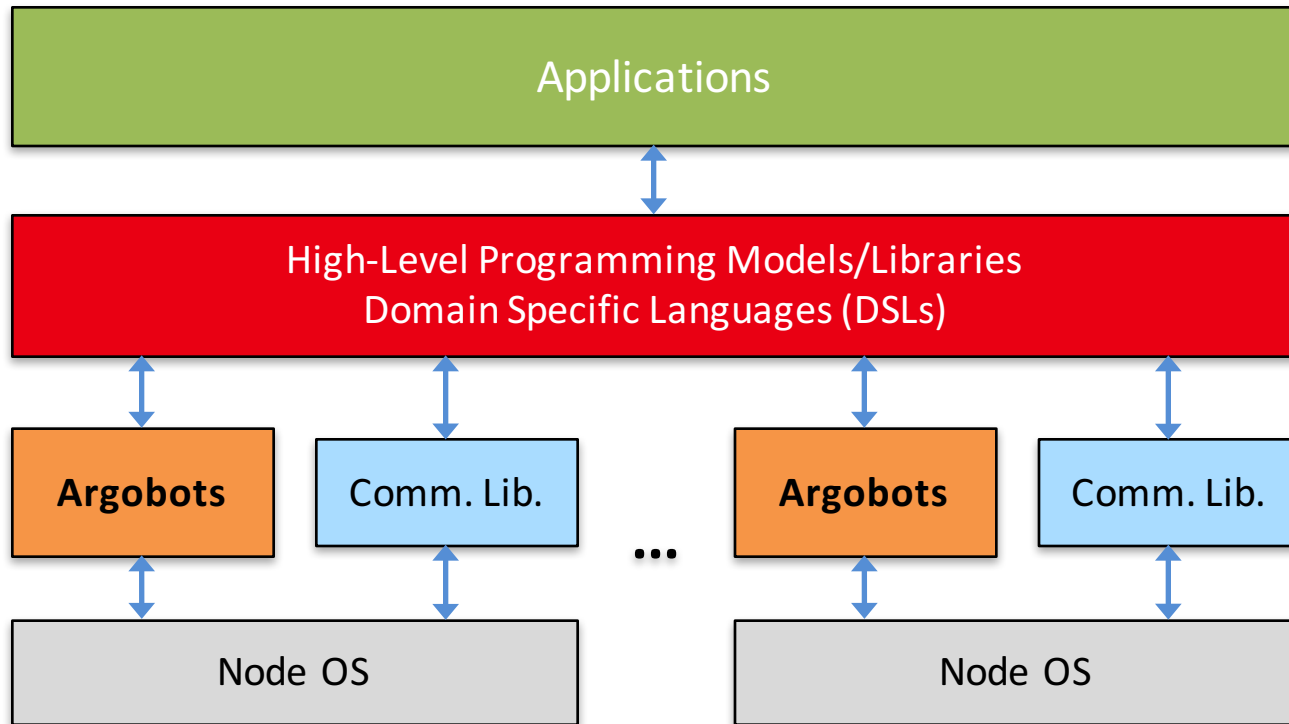 Applications
High-Level Programming Models/Libraries
Domain Specific Languages (DSLs)
Argobots
Comm. Lib.
...
Argobots
Comm. Lib.
Node OS
Node OS